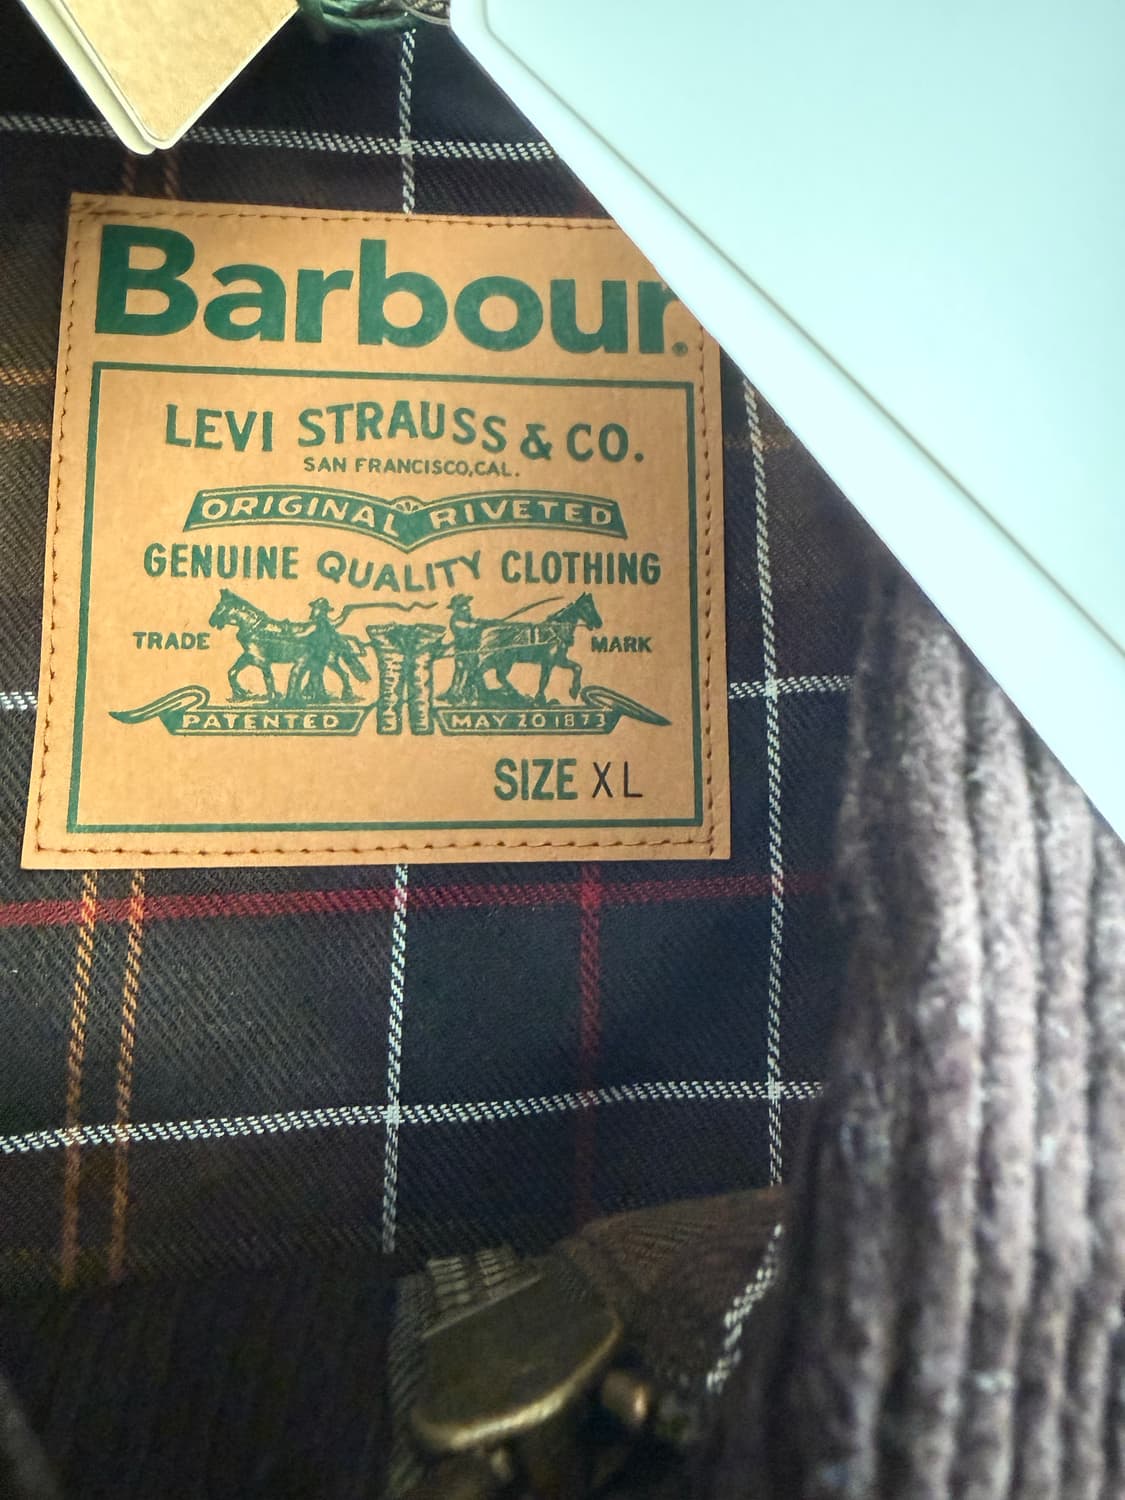 Barbour®
LEVI STRAUSS & CO.
SAN FRANCISCO, CAL.
ORIGINAL RIVETED
GENUINE QUALITY CLOTHING
TRADE MARK
PATENTED MAY 20 1873
SIZE XL